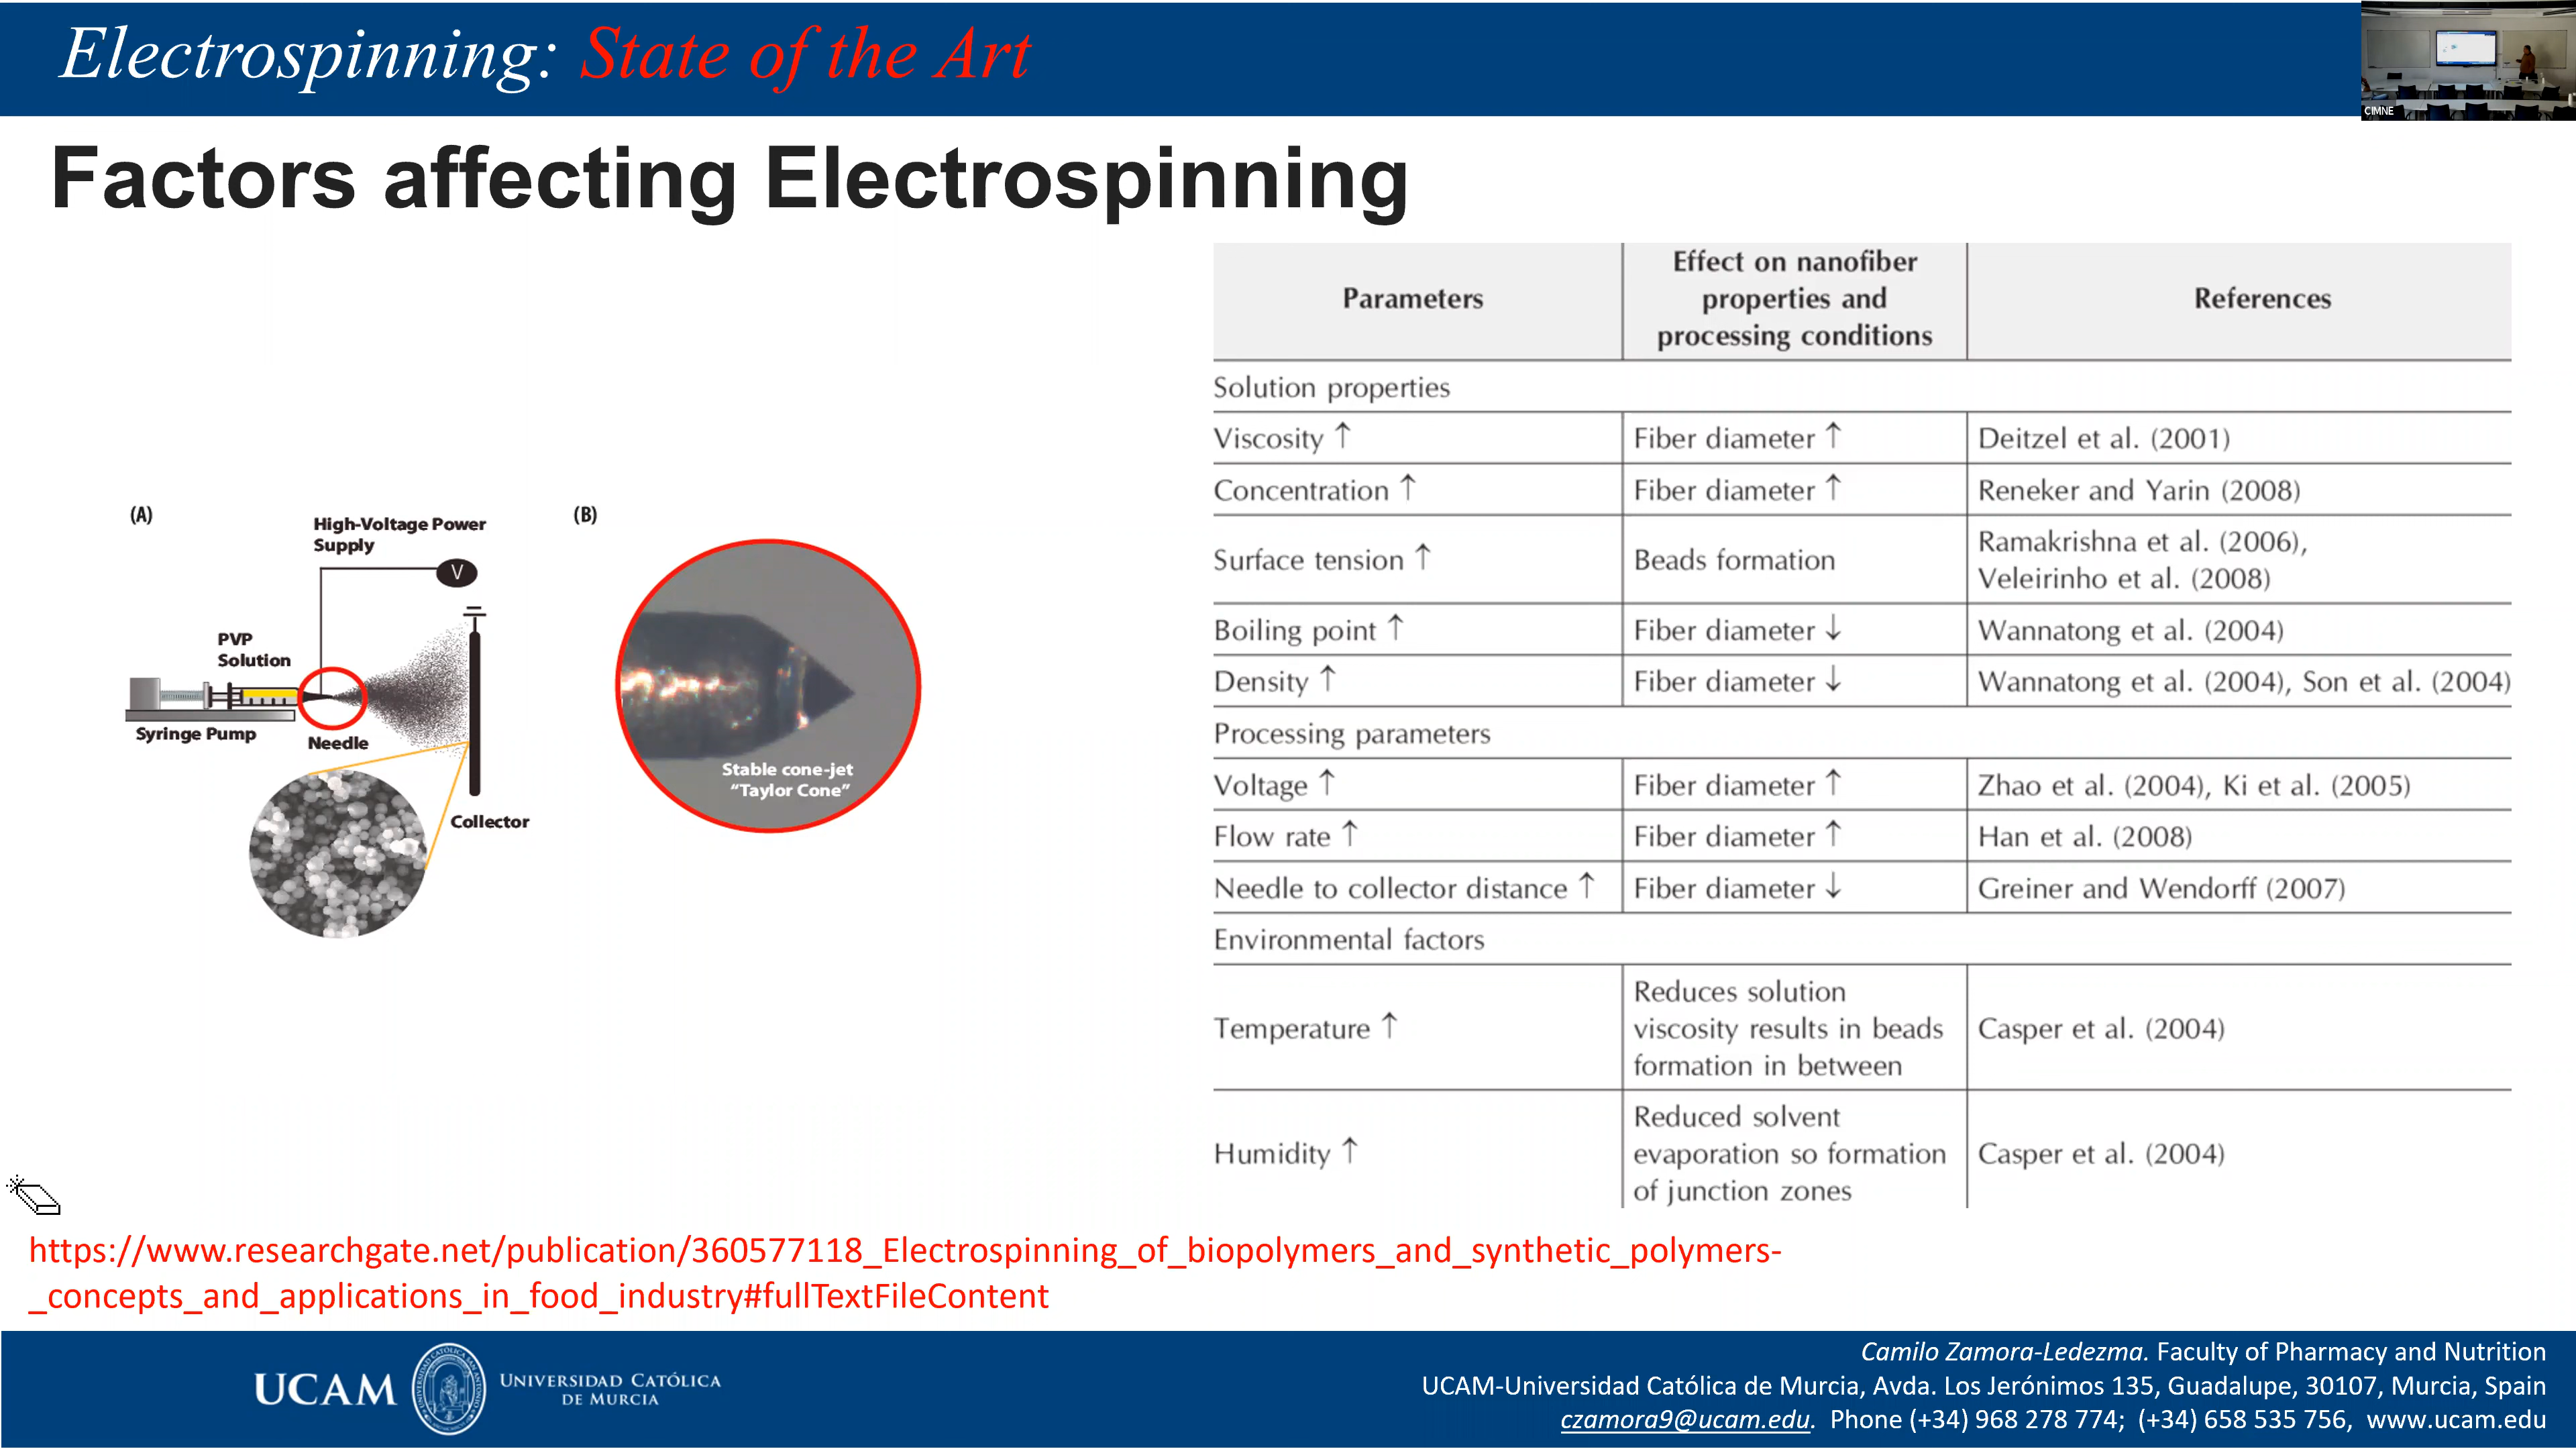 Electrospinning: State of the Art
CIMNE
Factors affecting Electrospinning
(A)
High-Voltage Power
Supply
V
PVP
Solution
Syringe Pump
Needle
Collector
(B)
Stable cone-jet
“Taylor Cone”
Parameters
Effect on nanofiber
properties and
processing conditions
References
Solution properties
Viscosity ↑ Fiber diameter ↑ Deitzel et al. (2001)
Concentration ↑ Fiber diameter ↑ Reneker and Yarin (2008)
Surface tension ↑ Beads formation
Ramakrishna et al. (2006),
Veleirinho et al. (2008)
Boiling point ↑ Fiber diameter ↓ Wannatong et al. (2004)
Density ↑ Fiber diameter ↓ Wannatong et al. (2004), Son et al. (2004)
Processing parameters
Voltage ↑ Fiber diameter ↑ Zhao et al. (2004), Ki et al. (2005)
Flow rate ↑ Fiber diameter ↑ Han et al. (2008)
Needle to collector distance ↑ Fiber diameter ↓ Greiner and Wendorff (2007)
Environmental factors
Temperature ↑
Reduces solution
viscosity results in beads
formation in between
Casper et al. (2004)
Humidity ↑
Reduced solvent
evaporation so formation
of junction zones
Casper et al. (2004)
https://www.researchgate.net/publication/360577118_Electrospinning_of_biopolymers_and_synthetic_polymers-
_concepts_and_applications_in_food_industry#fullTextFileContent
UCAM
UNIVERSIDAD CATÓLICA
DE MURCIA
Camilo Zamora-Ledezma. Faculty of Pharmacy and Nutrition
UCAM-Universidad Católica de Murcia, Avda. Los Jerónimos 135, Guadalupe, 30107, Murcia, Spain
czamora9@ucam.edu. Phone (+34) 968 278 774; (+34) 658 535 756, www.ucam.edu